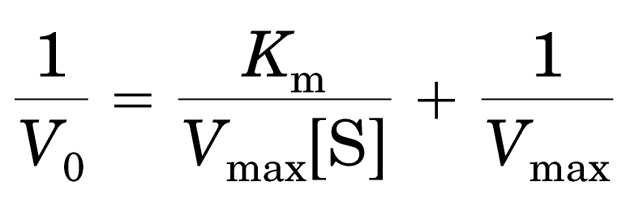 1/V₀ = Kₘ/(Vₘₐₓ[S]) + 1/Vₘₐₓ